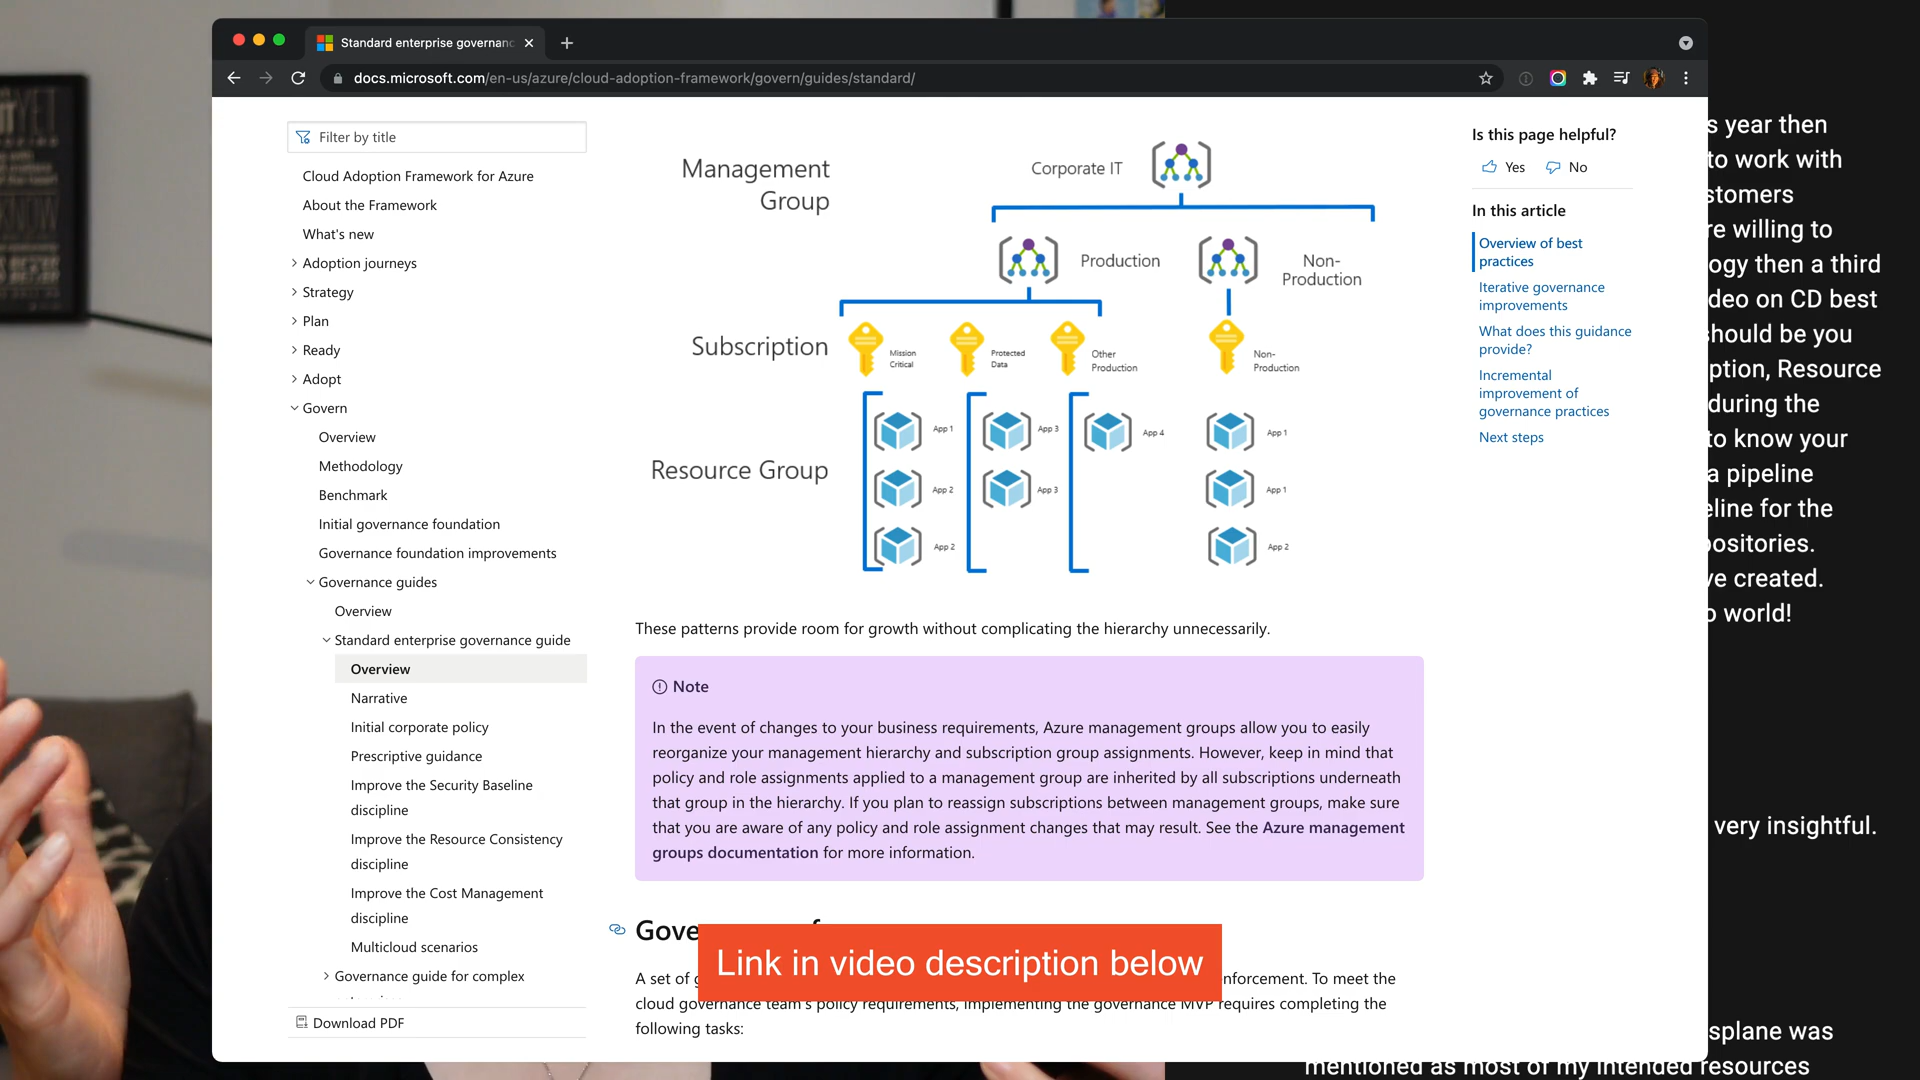 Standard enterprise governanc
docs.microsoft.com/en-us/azure/cloud-adoption-framework/govern/guides/standard/
Filter by title
Cloud Adoption Framework for Azure
About the Framework
What's new
Adoption journeys
Strategy
Plan
Ready
Adopt
Govern
Overview
Methodology
Benchmark
Initial governance foundation
Governance foundation improvements
Governance guides
Overview
Standard enterprise governance guide
Overview
Narrative
Initial corporate policy
Prescriptive guidance
Improve the Security Baseline
discipline
Improve the Resource Consistency
discipline
Improve the Cost Management
discipline
Multicloud scenarios
Governance guide for complex
Download PDF
Management
Group
Corporate IT
Production
Non-
Production
Subscription
Mission
Critical
Protected
Data
Other
Production
Non-
Production
Resource Group
App 1
App 3
App 4
App 1
App 2
App 3
App 1
App 2
App 2
These patterns provide room for growth without complicating the hierarchy unnecessarily.
Note
In the event of changes to your business requirements, Azure management groups allow you to easily
reorganize your management hierarchy and subscription group assignments. However, keep in mind that
policy and role assignments applied to a management group are inherited by all subscriptions underneath
that group in the hierarchy. If you plan to reassign subscriptions between management groups, make sure
that you are aware of any policy and role assignment changes that may result. See the Azure management
groups documentation for more information.
Gove
A set of g nforcement. To meet the
cloud governance team's policy requirements, implementing the governance MVP requires completing the
following tasks:
Link in video description below
Is this page helpful?
Yes No
In this article
Overview of best
practices
Iterative governance
improvements
What does this guidance
provide?
Incremental
improvement of
governance practices
Next steps
s year then
to work with
stomers
re willing to
ogy then a third
ideo on CD best
should be you
ption, Resource
during the
to know your
a pipeline
eline for the
positories.
ve created.
o world!
very insightful.
splane was
mentioned as most of my intended resources